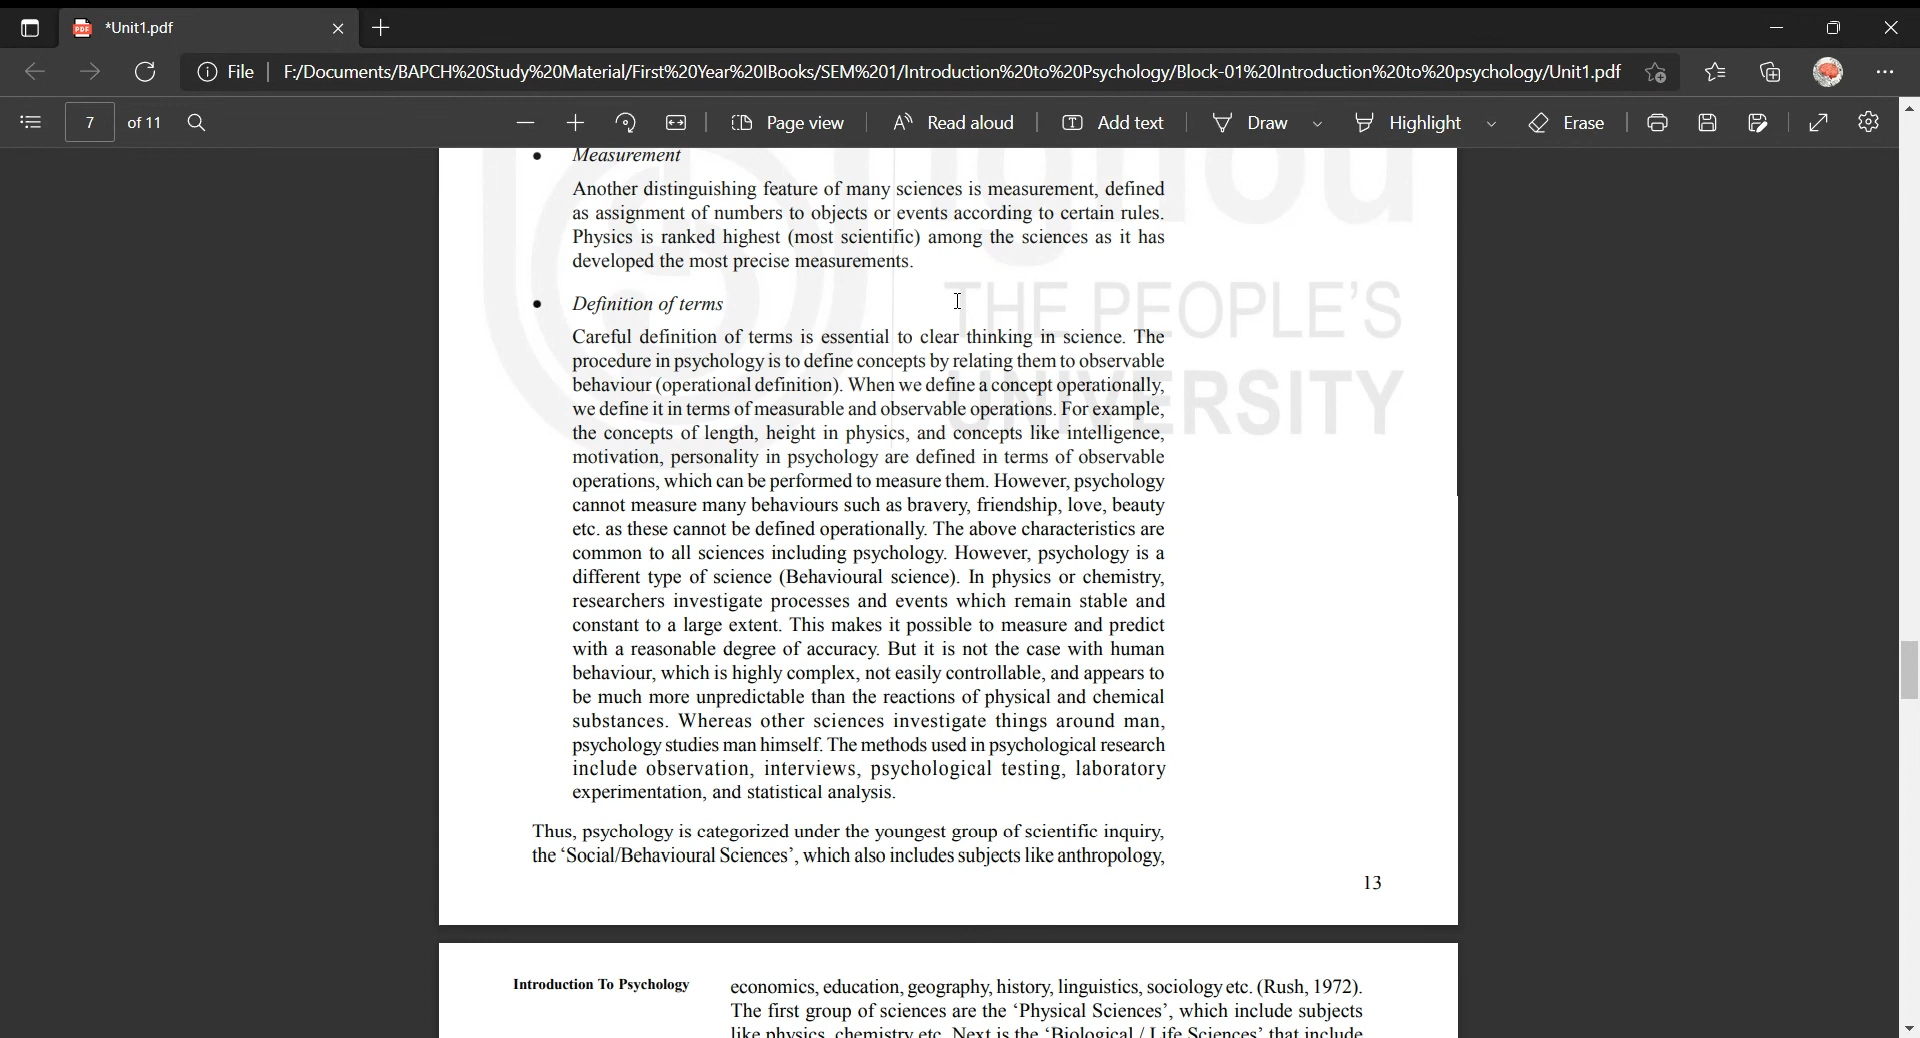 *Unit1.pdf
File
F:/Documents/BAPCH%20Study%20Material/First%20Year%20IBooks/SEM%201/Introduction%20to%20Psychology/Block-01%20Introduction%20to%20psychology/Unit1.pdf
7 of 11
Page view
Read aloud
Add text
Draw
Highlight
Erase
ignou
THE PEOPLE'S
UNIVERSITY
• Measurement
Another distinguishing feature of many sciences is measurement, defined
as assignment of numbers to objects or events according to certain rules.
Physics is ranked highest (most scientific) among the sciences as it has
developed the most precise measurements.
• Definition of terms
Careful definition of terms is essential to clear thinking in science. The
procedure in psychology is to define concepts by relating them to observable
behaviour (operational definition). When we define a concept operationally,
we define it in terms of measurable and observable operations. For example,
the concepts of length, height in physics, and concepts like intelligence,
motivation, personality in psychology are defined in terms of observable
operations, which can be performed to measure them. However, psychology
cannot measure many behaviours such as bravery, friendship, love, beauty
etc. as these cannot be defined operationally. The above characteristics are
common to all sciences including psychology. However, psychology is a
different type of science (Behavioural science). In physics or chemistry,
researchers investigate processes and events which remain stable and
constant to a large extent. This makes it possible to measure and predict
with a reasonable degree of accuracy. But it is not the case with human
behaviour, which is highly complex, not easily controllable, and appears to
be much more unpredictable than the reactions of physical and chemical
substances. Whereas other sciences investigate things around man,
psychology studies man himself. The methods used in psychological research
include observation, interviews, psychological testing, laboratory
experimentation, and statistical analysis.
Thus, psychology is categorized under the youngest group of scientific inquiry,
the ‘Social/Behavioural Sciences’, which also includes subjects like anthropology,
13
Introduction To Psychology
economics, education, geography, history, linguistics, sociology etc. (Rush, 1972).
The first group of sciences are the ‘Physical Sciences’, which include subjects
like physics, chemistry etc. Next is the ‘Biological / Life Sciences’ that include